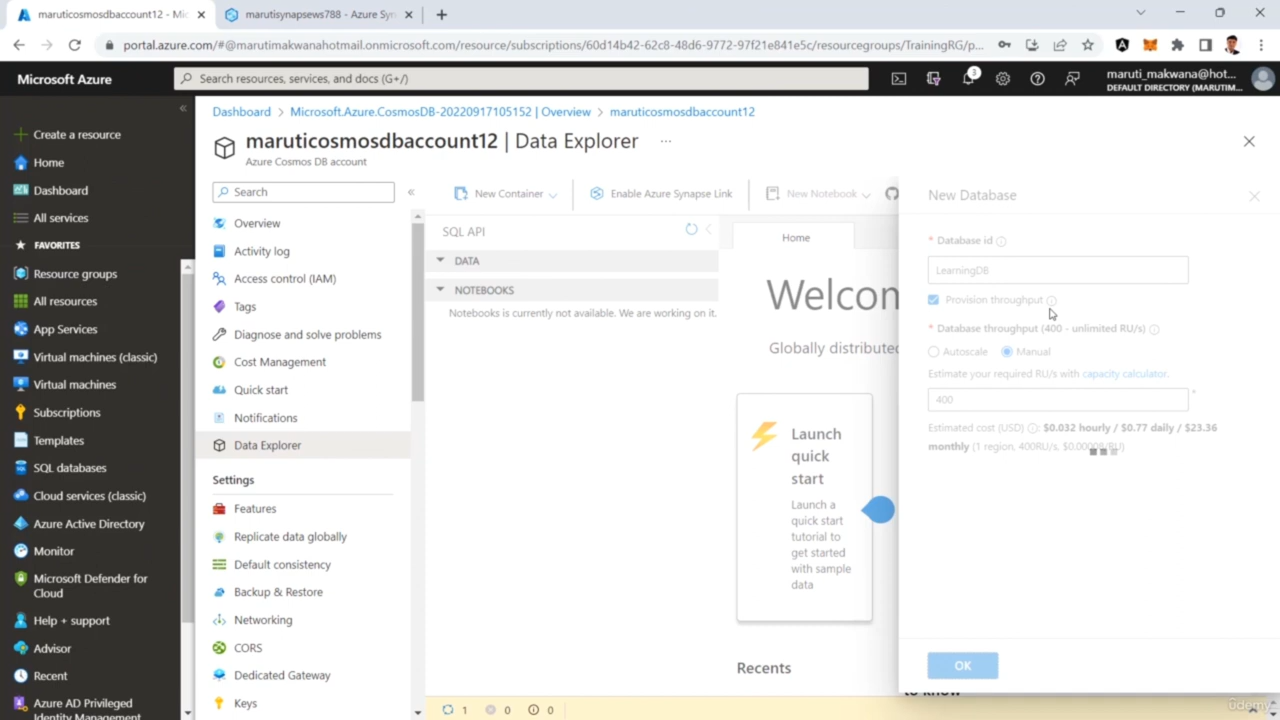 maruticosmosdbaccount12 - Mic
marutisynapsews788 - Azure Syn
portal.azure.com/#@marutimakwanahotmail.onmicrosoft.com/resource/subscriptions/60d14b42-62c8-48d6-9772-97f21e841e5c/resourcegroups/TrainingRG/p...
Microsoft Azure
Search resources, services, and docs (G+/)
3
maruti_makwana@hot...
DEFAULT DIRECTORY (MARUTIM...
Create a resource
Home
Dashboard
All services
FAVORITES
Resource groups
All resources
App Services
Virtual machines (classic)
Virtual machines
Subscriptions
Templates
SQL databases
Cloud services (classic)
Azure Active Directory
Monitor
Microsoft Defender for
Cloud
Help + support
Advisor
Recent
Azure AD Privileged
Identity Management
Dashboard > Microsoft.Azure.CosmosDB-20220917105152 | Overview > maruticosmosdbaccount12
maruticosmosdbaccount12 | Data Explorer ...
Azure Cosmos DB account
Search
Overview
Activity log
Access control (IAM)
Tags
Diagnose and solve problems
Cost Management
Quick start
Notifications
Data Explorer
Settings
Features
Replicate data globally
Default consistency
Backup & Restore
Networking
CORS
Dedicated Gateway
Keys
New Container
Enable Azure Synapse Link
New Notebook
SQL API
DATA
NOTEBOOKS
Notebooks is currently not available. We are working on it.
Home
Welcon
Globally distributed
Launch
quick
start
Launch a
quick start
tutorial to
get started
with sample
data
Recents
to know
1
0
0
New Database
* Database id
LearningDB
Provision throughput
* Database throughput (400 - unlimited RU/s)
Autoscale
Manual
Estimate your required RU/s with capacity calculator.
400
*
Estimated cost (USD) : $0.032 hourly / $0.77 daily / $23.36
monthly (1 region, 400RU/s, $0.00008/RU)
OK
udemy